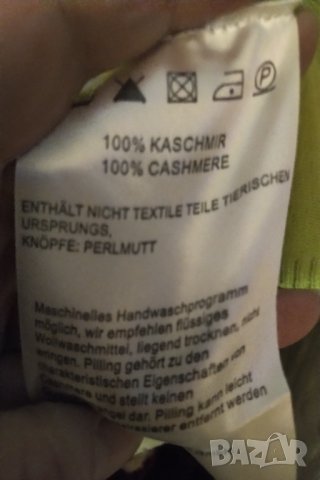 P
100% KASCHMIR
100% CASHMERE
ENTHÄLT NICHT TEXTILE TEILE TIERISCHEN
URSPRUNGS,
KNÖPFE: PERLMUTT
Maschinelles Handwaschprogramm
möglich, wir empfehlen flüssiges
Wollwaschmittel, liegend trocknen, nicht
wringen. Pilling gehört zu den
charakteristischen Eigenschaften von
Cashmere und stellt keinen
dar. Pilling kann leicht
entfernt werden
BAZAR